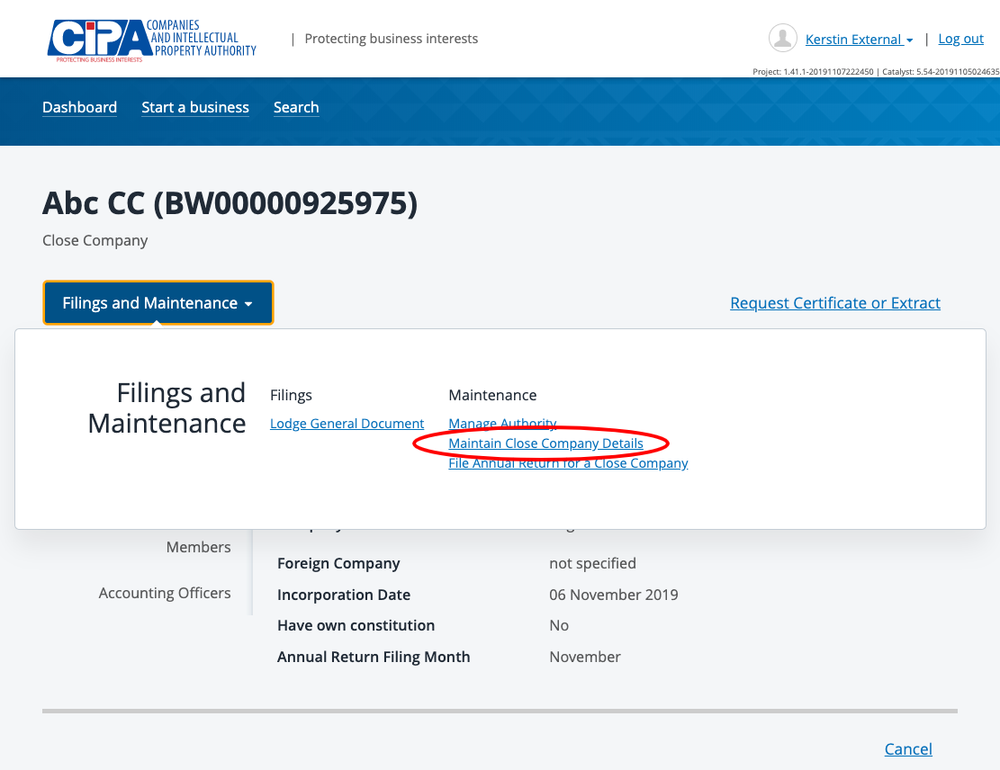 CiPA COMPANIES
AND INTELLECTUAL
PROPERTY AUTHORITY
PROTECTING BUSINESS INTERESTS
| Protecting business interests
Kerstin External | Log out
Project: 1.41.1-20191107222450 | Catalyst: 5.54-20191105024635
Dashboard Start a business Search
Abc CC (BW00000925975)
Close Company
Filings and Maintenance
Request Certificate or Extract
Filings and
Maintenance
Filings
Lodge General Document
Maintenance
Manage Authority
Maintain Close Company Details
File Annual Return for a Close Company
Members
Accounting Officers
Foreign Company not specified
Incorporation Date 06 November 2019
Have own constitution No
Annual Return Filing Month November
Cancel